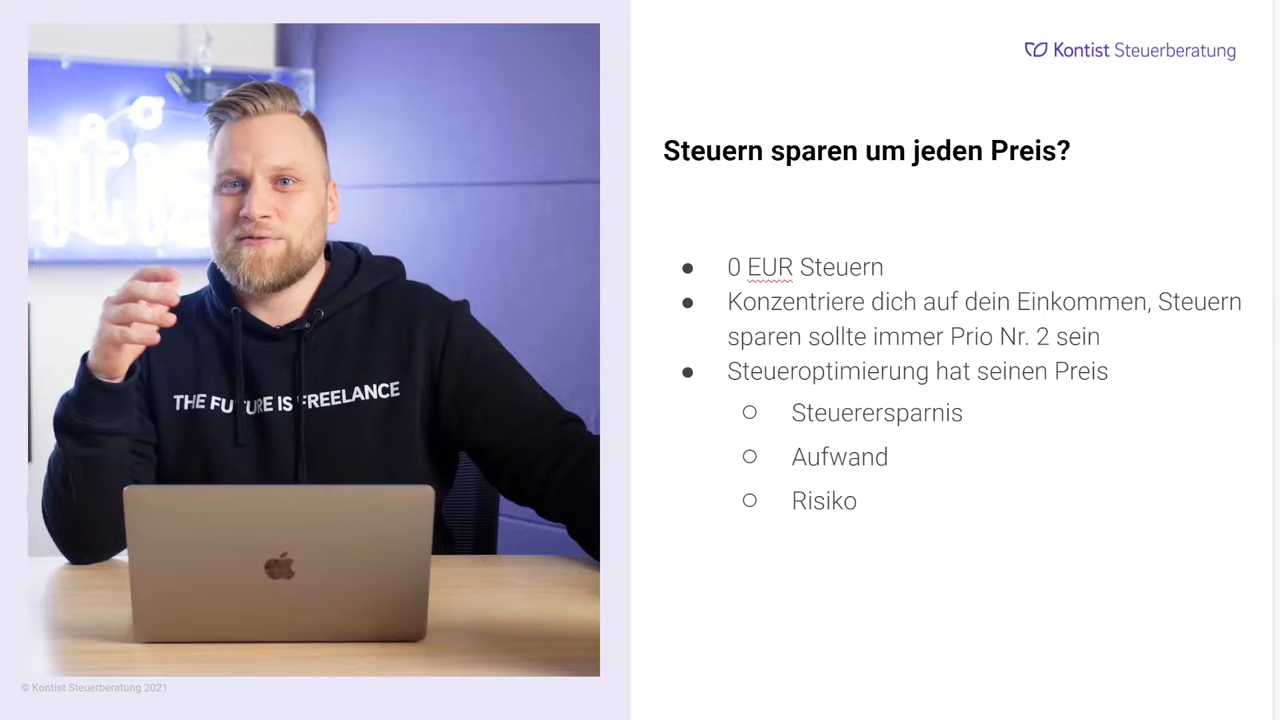 Kontist Steuerberatung
Steuern sparen um jeden Preis?
● 0 EUR Steuern
● Konzentriere dich auf dein Einkommen, Steuern
sparen sollte immer Prio Nr. 2 sein
● Steueroptimierung hat seinen Preis
○ Steuerersparnis
○ Aufwand
○ Risiko
THE FUTURE IS FREELANCE
© Kontist Steuerberatung 2021